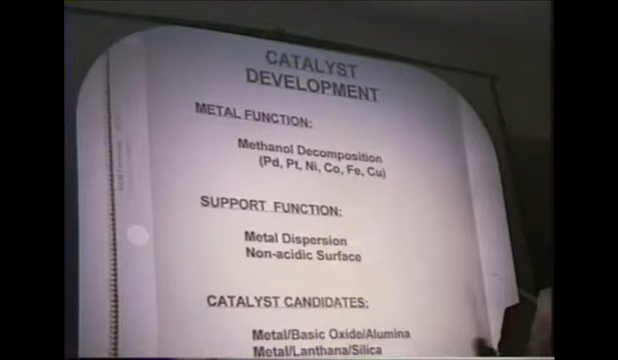 CATALYST
DEVELOPMENT
METAL FUNCTION:
Methanol Decomposition
(Pd, Pt, Ni, Co, Fe, Cu)
SUPPORT FUNCTION:
Metal Dispersion
Non-acidic Surface
CATALYST CANDIDATES:
Metal/Basic Oxide/Alumina
Metal/Lanthana/Silica